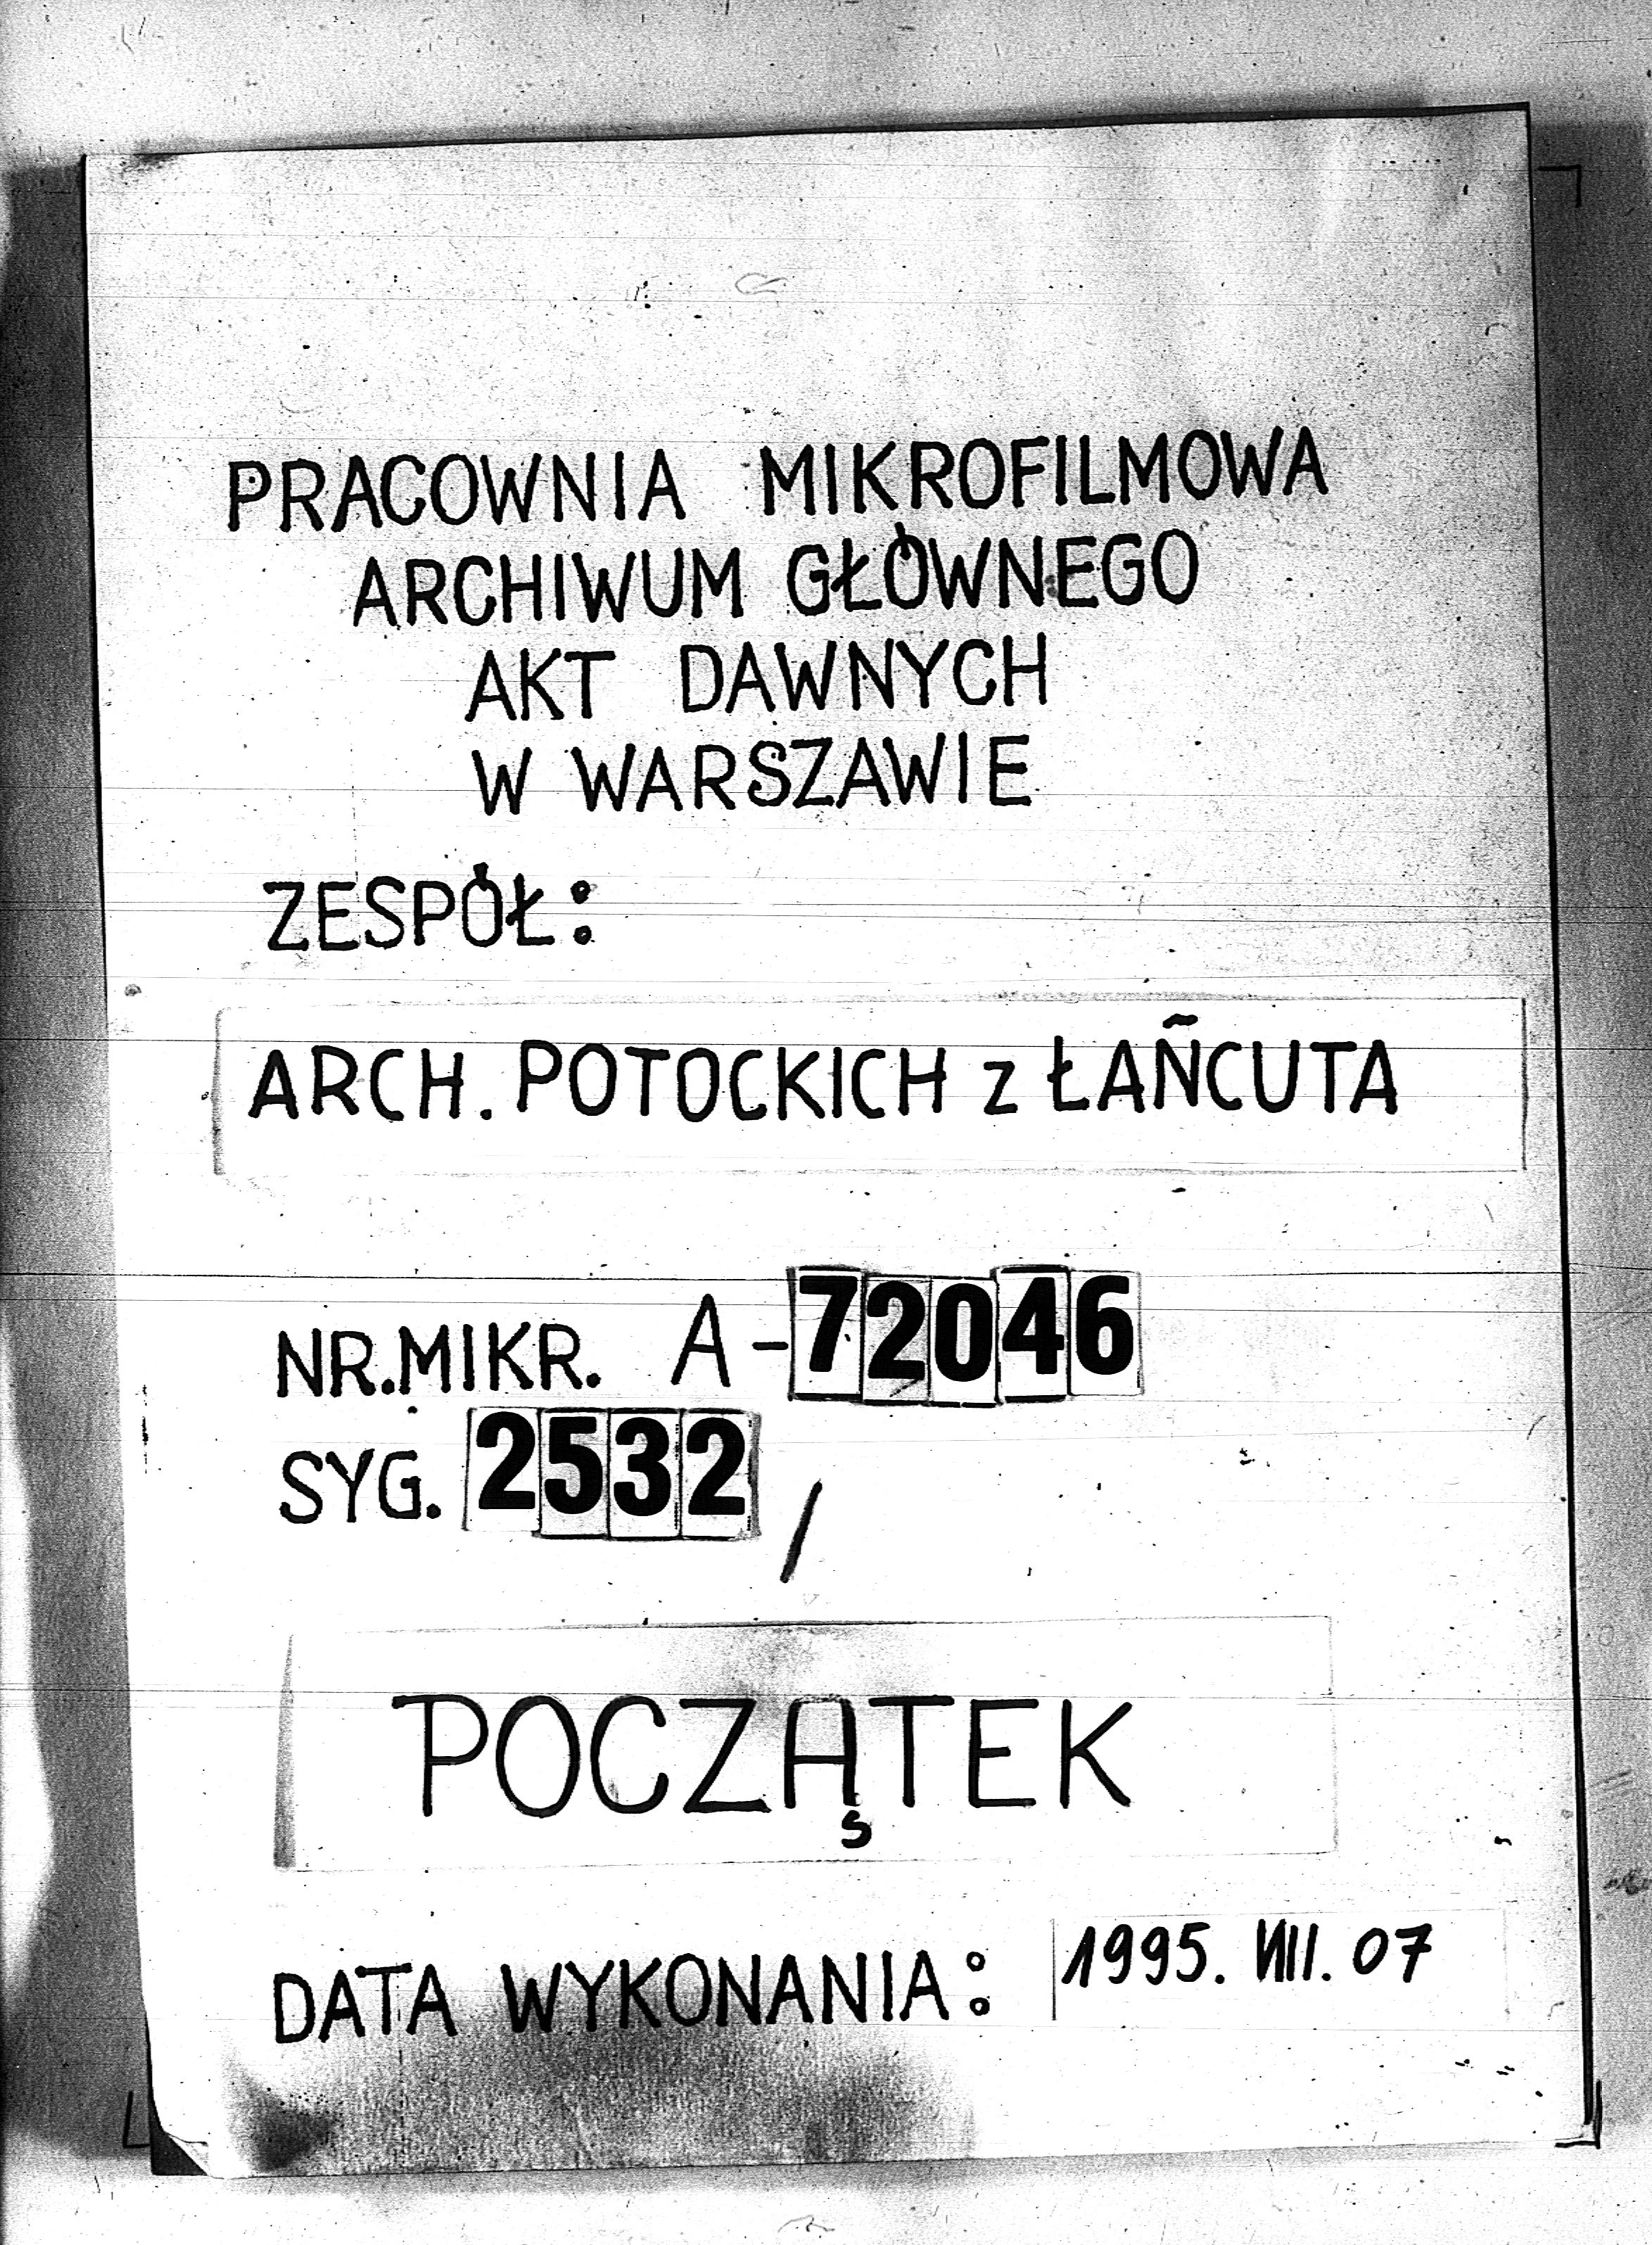 PRACOWNIA MIKROFILMOWA
ARCHIWUM GŁÓWNEGO
AKT DAWNYCH
W WARSZAWIE
ZESPÓŁ:
ARCH. POTOCKICH z ŁAŃCUTA
NR.MIKR. A-72046
SYG. 2532 /
POCZĄTEK
DATA WYKONANIA: 1995. VIII. 07